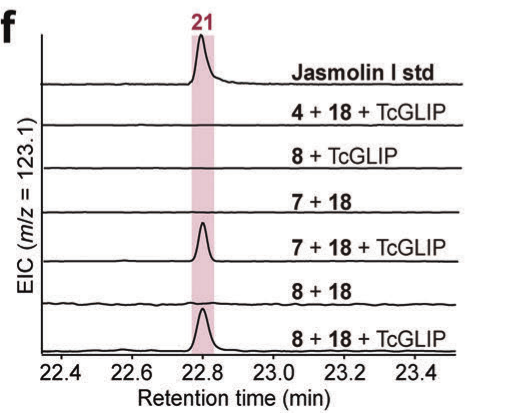 f
21
Jasmolin I std
4 + 18 + TcGLIP
8 + TcGLIP
7 + 18
7 + 18 + TcGLIP
8 + 18
8 + 18 + TcGLIP
EIC (m/z = 123.1)
22.4 22.6 22.8 23.0 23.2 23.4
Retention time (min)